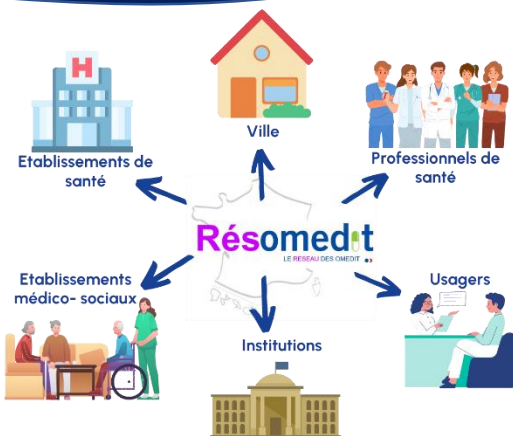 H
Ville
Etablissements de
santé
Professionnels de
santé
Résomedit
LE RESEAU DES OMEDIT
Etablissements
médico- sociaux
Usagers
Institutions